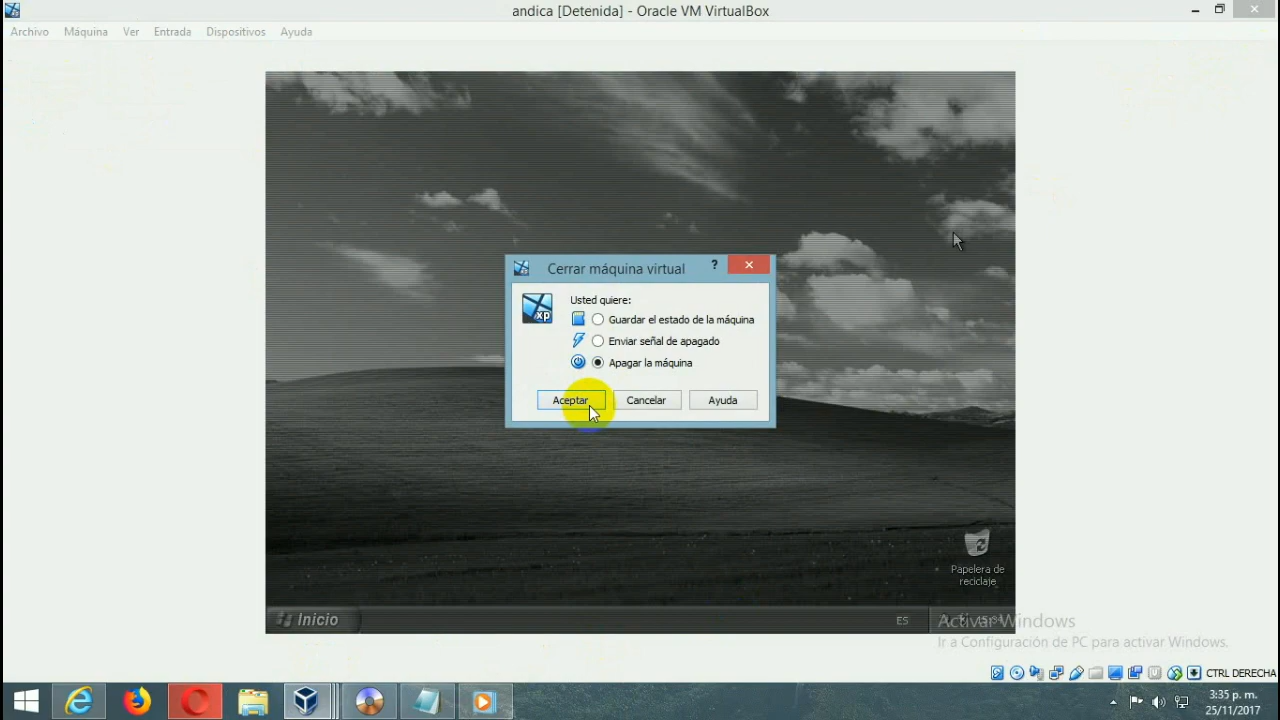 andica [Detenida] - Oracle VM VirtualBox
Archivo Máquina Ver Entrada Dispositivos Ayuda
Cerrar máquina virtual
xp
Usted quiere:
Guardar el estado de la máquina
Enviar señal de apagado
Apagar la máquina
Aceptar Cancelar Ayuda
Papelera de
reciclaje
Inicio ES
Activar Windows
Ir a Configuración de PC para activar Windows.
CTRL DERECHA
3:35 p. m.
25/11/2017